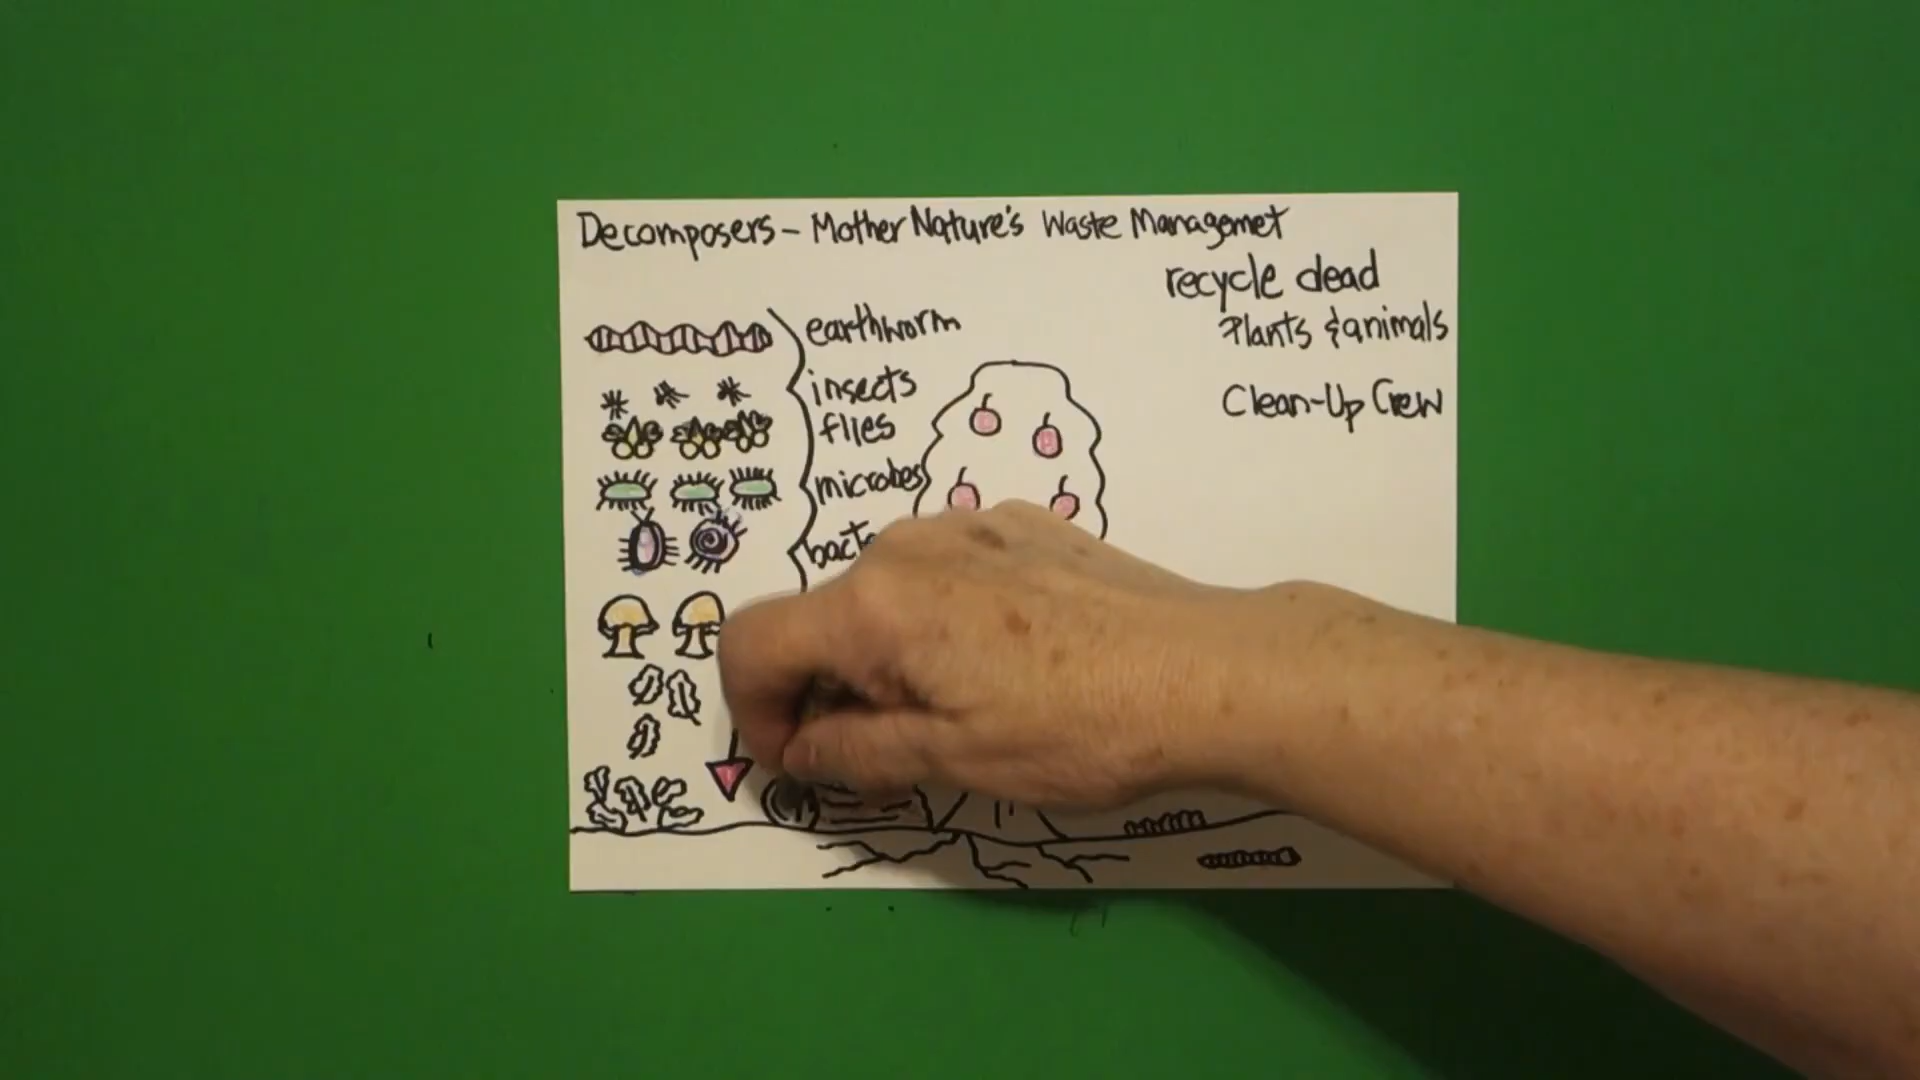 Decomposers - Mother Nature's Waste Managemet
recycle dead
Plants & animals
Clean-Up Crew
earthworm
insects
flies
microbes